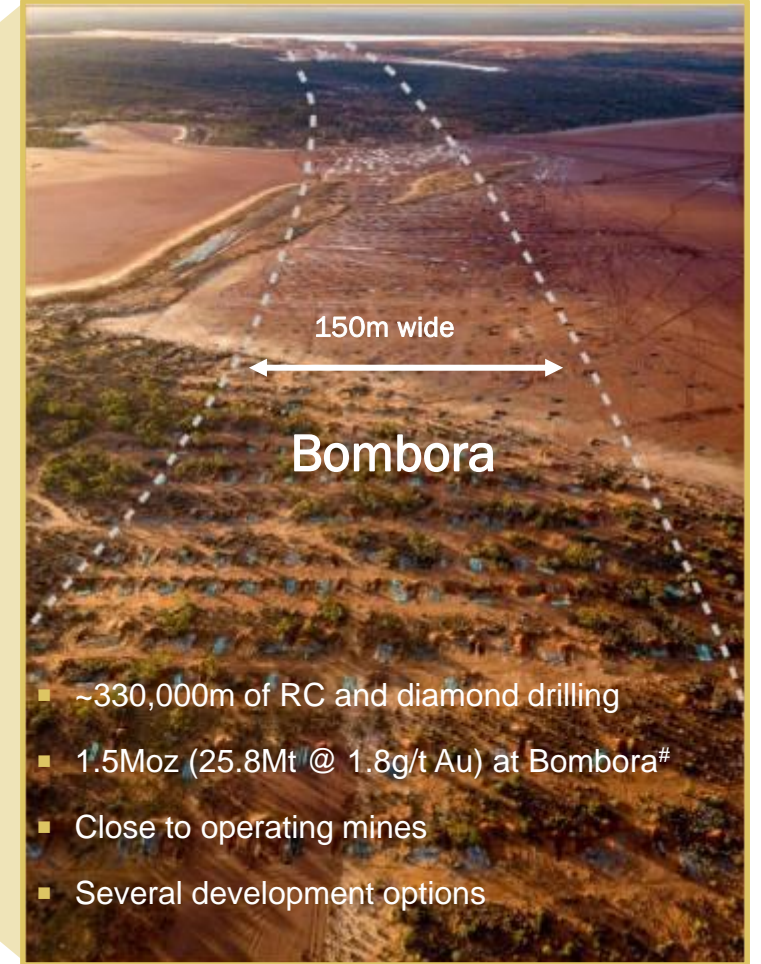 150m wide
Bombora
~330,000m of RC and diamond drilling
1.5Moz (25.8Mt @ 1.8g/t Au) at Bombora#
Close to operating mines
Several development options